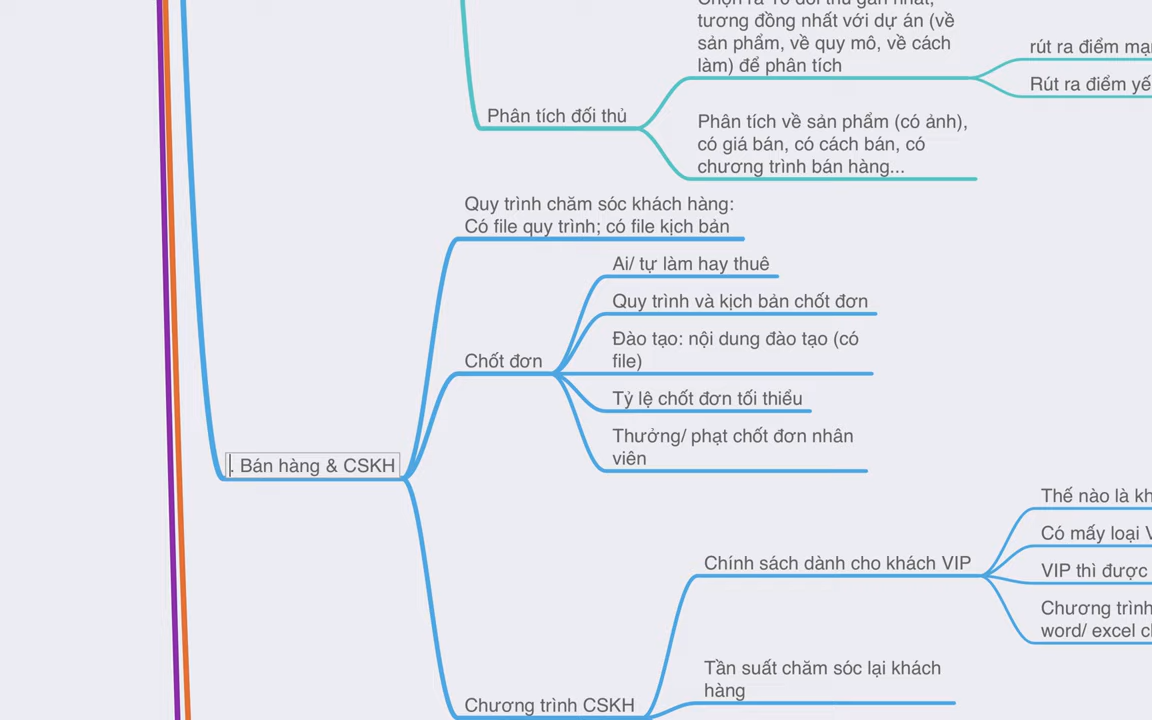 tương đồng nhất với dự án (về
sản phẩm, về quy mô, về cách
làm) để phân tích
rút ra điểm
Rút ra điểm
Phân tích đối thủ
Phân tích về sản phẩm (có ảnh),
có giá bán, có cách bán, có
chương trình bán hàng...
Quy trình chăm sóc khách hàng:
Có file quy trình; có file kịch bản
Ai/ tự làm hay thuê
Quy trình và kịch bản chốt đơn
Đào tạo: nội dung đào tạo (có
file)
Chốt đơn
Tỷ lệ chốt đơn tối thiểu
Thưởng/ phạt chốt đơn nhân
viên
. Bán hàng & CSKH
Thế nào là
Có mấy loại
Chính sách dành cho khách VIP
VIP thì được
Chương trình
word/ excel
Tần suất chăm sóc lại khách
hàng
Chương trình CSKH